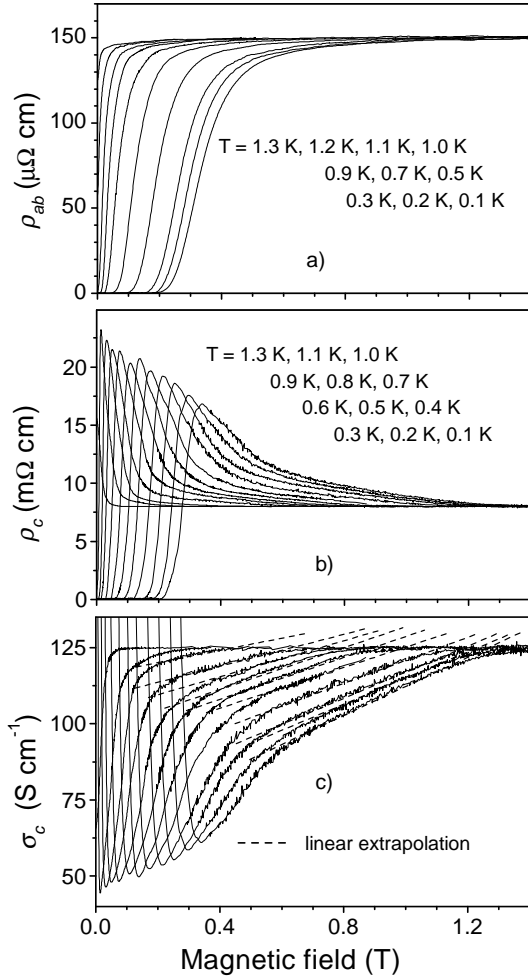 150
100
50
0
ρab (μΩ cm)
T = 1.3 K, 1.2 K, 1.1 K, 1.0 K
0.9 K, 0.7 K, 0.5 K
0.3 K, 0.2 K, 0.1 K
a)
20
15
10
5
0
ρc (mΩ cm)
T = 1.3 K, 1.1 K, 1.0 K
0.9 K, 0.8 K, 0.7 K
0.6 K, 0.5 K, 0.4 K
0.3 K, 0.2 K, 0.1 K
b)
125
100
75
50
σc (S cm⁻¹)
c)
linear extrapolation
0.0 0.4 0.8 1.2
Magnetic field (T)